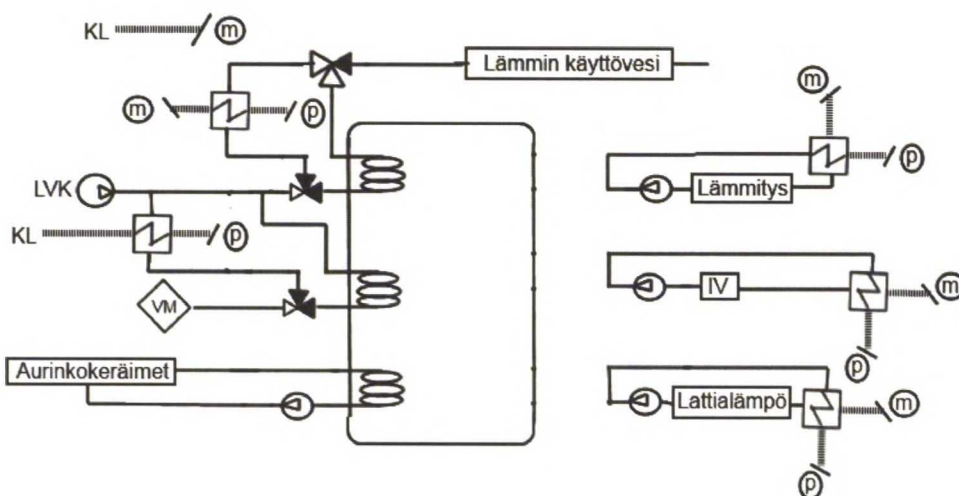 KL m
Lämmin käyttövesi
m p
m
p
LVK
Lämmitys
KL p
VM
IV
m
p
Aurinkokeräimet
Lattialämpö
m
p